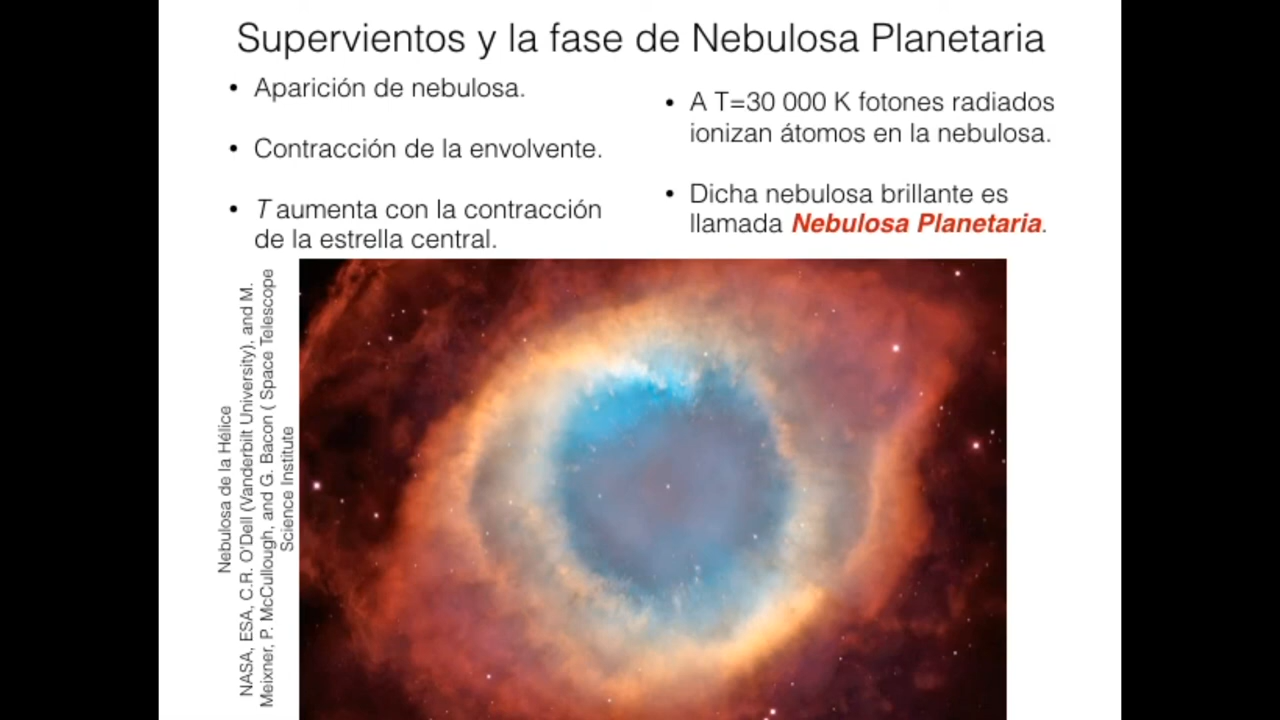 Supervientos y la fase de Nebulosa Planetaria
• Aparición de nebulosa.
• Contracción de la envolvente.
• T aumenta con la contracción
de la estrella central.
• A T=30 000 K fotones radiados
ionizan átomos en la nebulosa.
• Dicha nebulosa brillante es
llamada Nebulosa Planetaria.
Nebulosa de la Hélice
NASA, ESA, C.R. O'Dell (Vanderbilt University), and M.
Meixner, P. McCullough, and G. Bacon ( Space Telescope
Science Institute